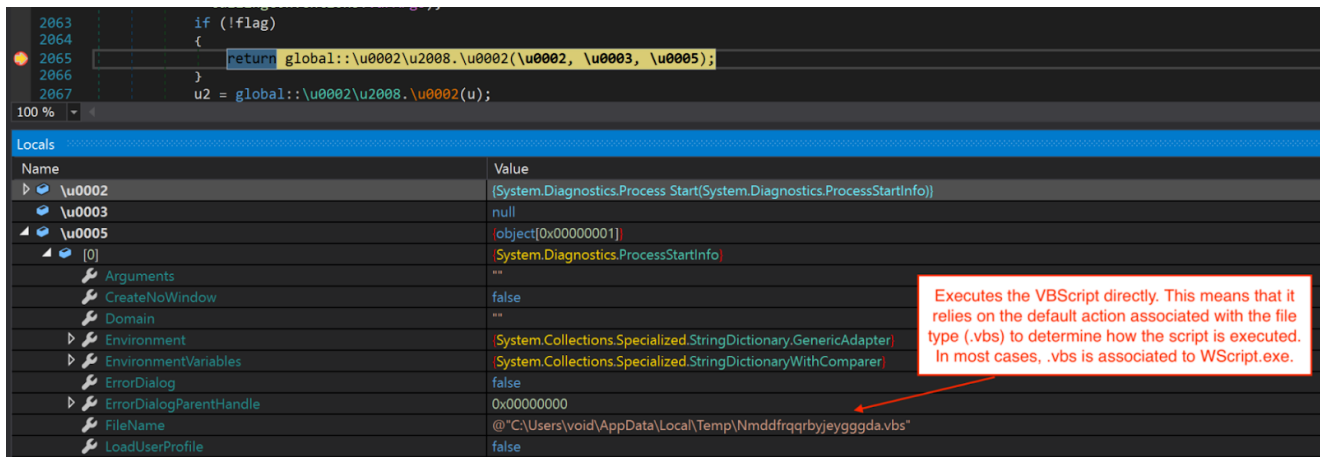 2063 if (!flag)
2064 {
2065 return global::\u0002\u2008.\u0002(\u0002, \u0003, \u0005);
2066 }
2067 u2 = global::\u0002\u2008.\u0002(u);
100 %
Locals
Name Value
\u0002 {System.Diagnostics.Process Start(System.Diagnostics.ProcessStartInfo)}
\u0003 null
\u0005 {object[0x00000001]}
[0] {System.Diagnostics.ProcessStartInfo}
Arguments ""
CreateNoWindow false
Domain ""
Environment {System.Collections.Specialized.StringDictionary.GenericAdapter}
EnvironmentVariables {System.Collections.Specialized.StringDictionaryWithComparer}
ErrorDialog false
ErrorDialogParentHandle 0x00000000
FileName @"C:\Users\void\AppData\Local\Temp\Nmddfrqqrbyjeygggda.vbs"
LoadUserProfile false
Executes the VBScript directly. This means that it
relies on the default action associated with the file
type (.vbs) to determine how the script is executed.
In most cases, .vbs is associated to WScript.exe.